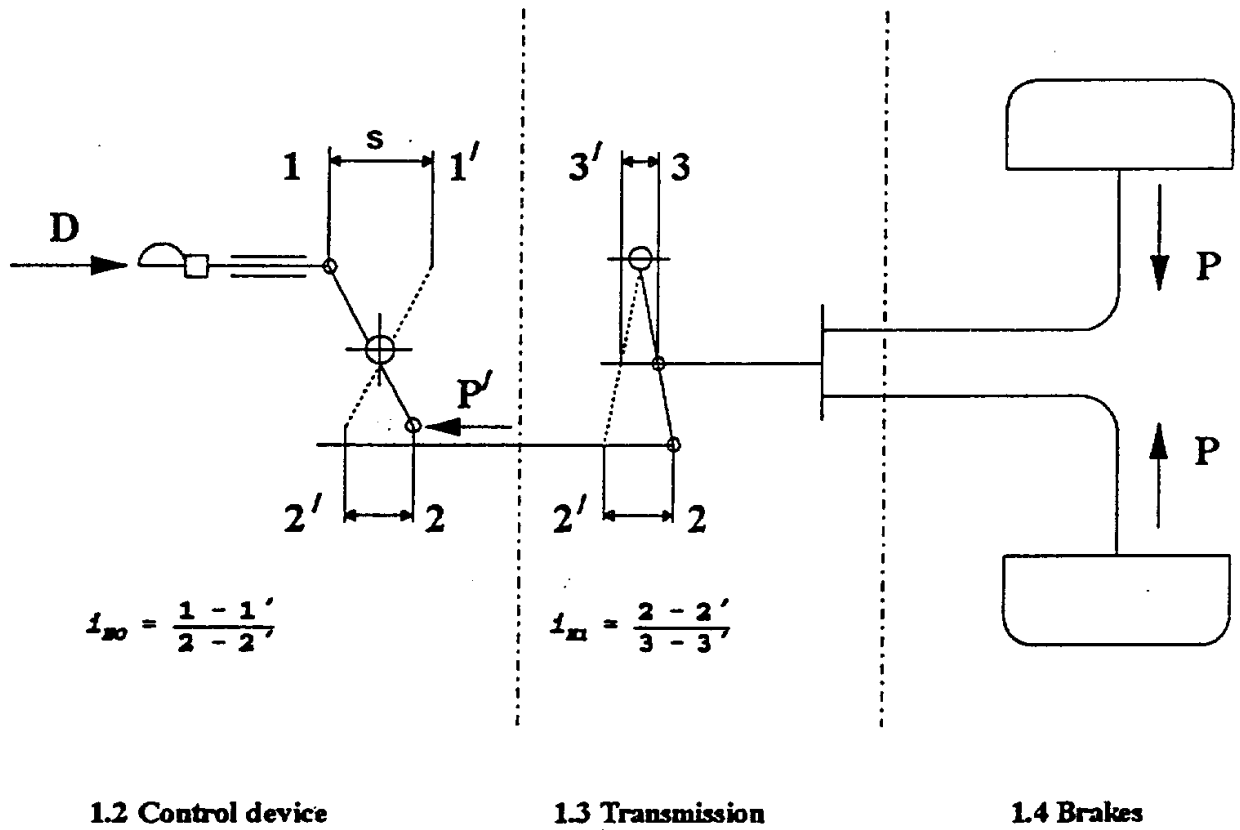 S
1 1′ 3′ 3
D
P
P′
P
2′ 2 2′ 2
i_HO = (1 - 1′) / (2 - 2′)
i_H1 = (2 - 2′) / (3 - 3′)
1.2 Control device
1.3 Transmission
1.4 Brakes